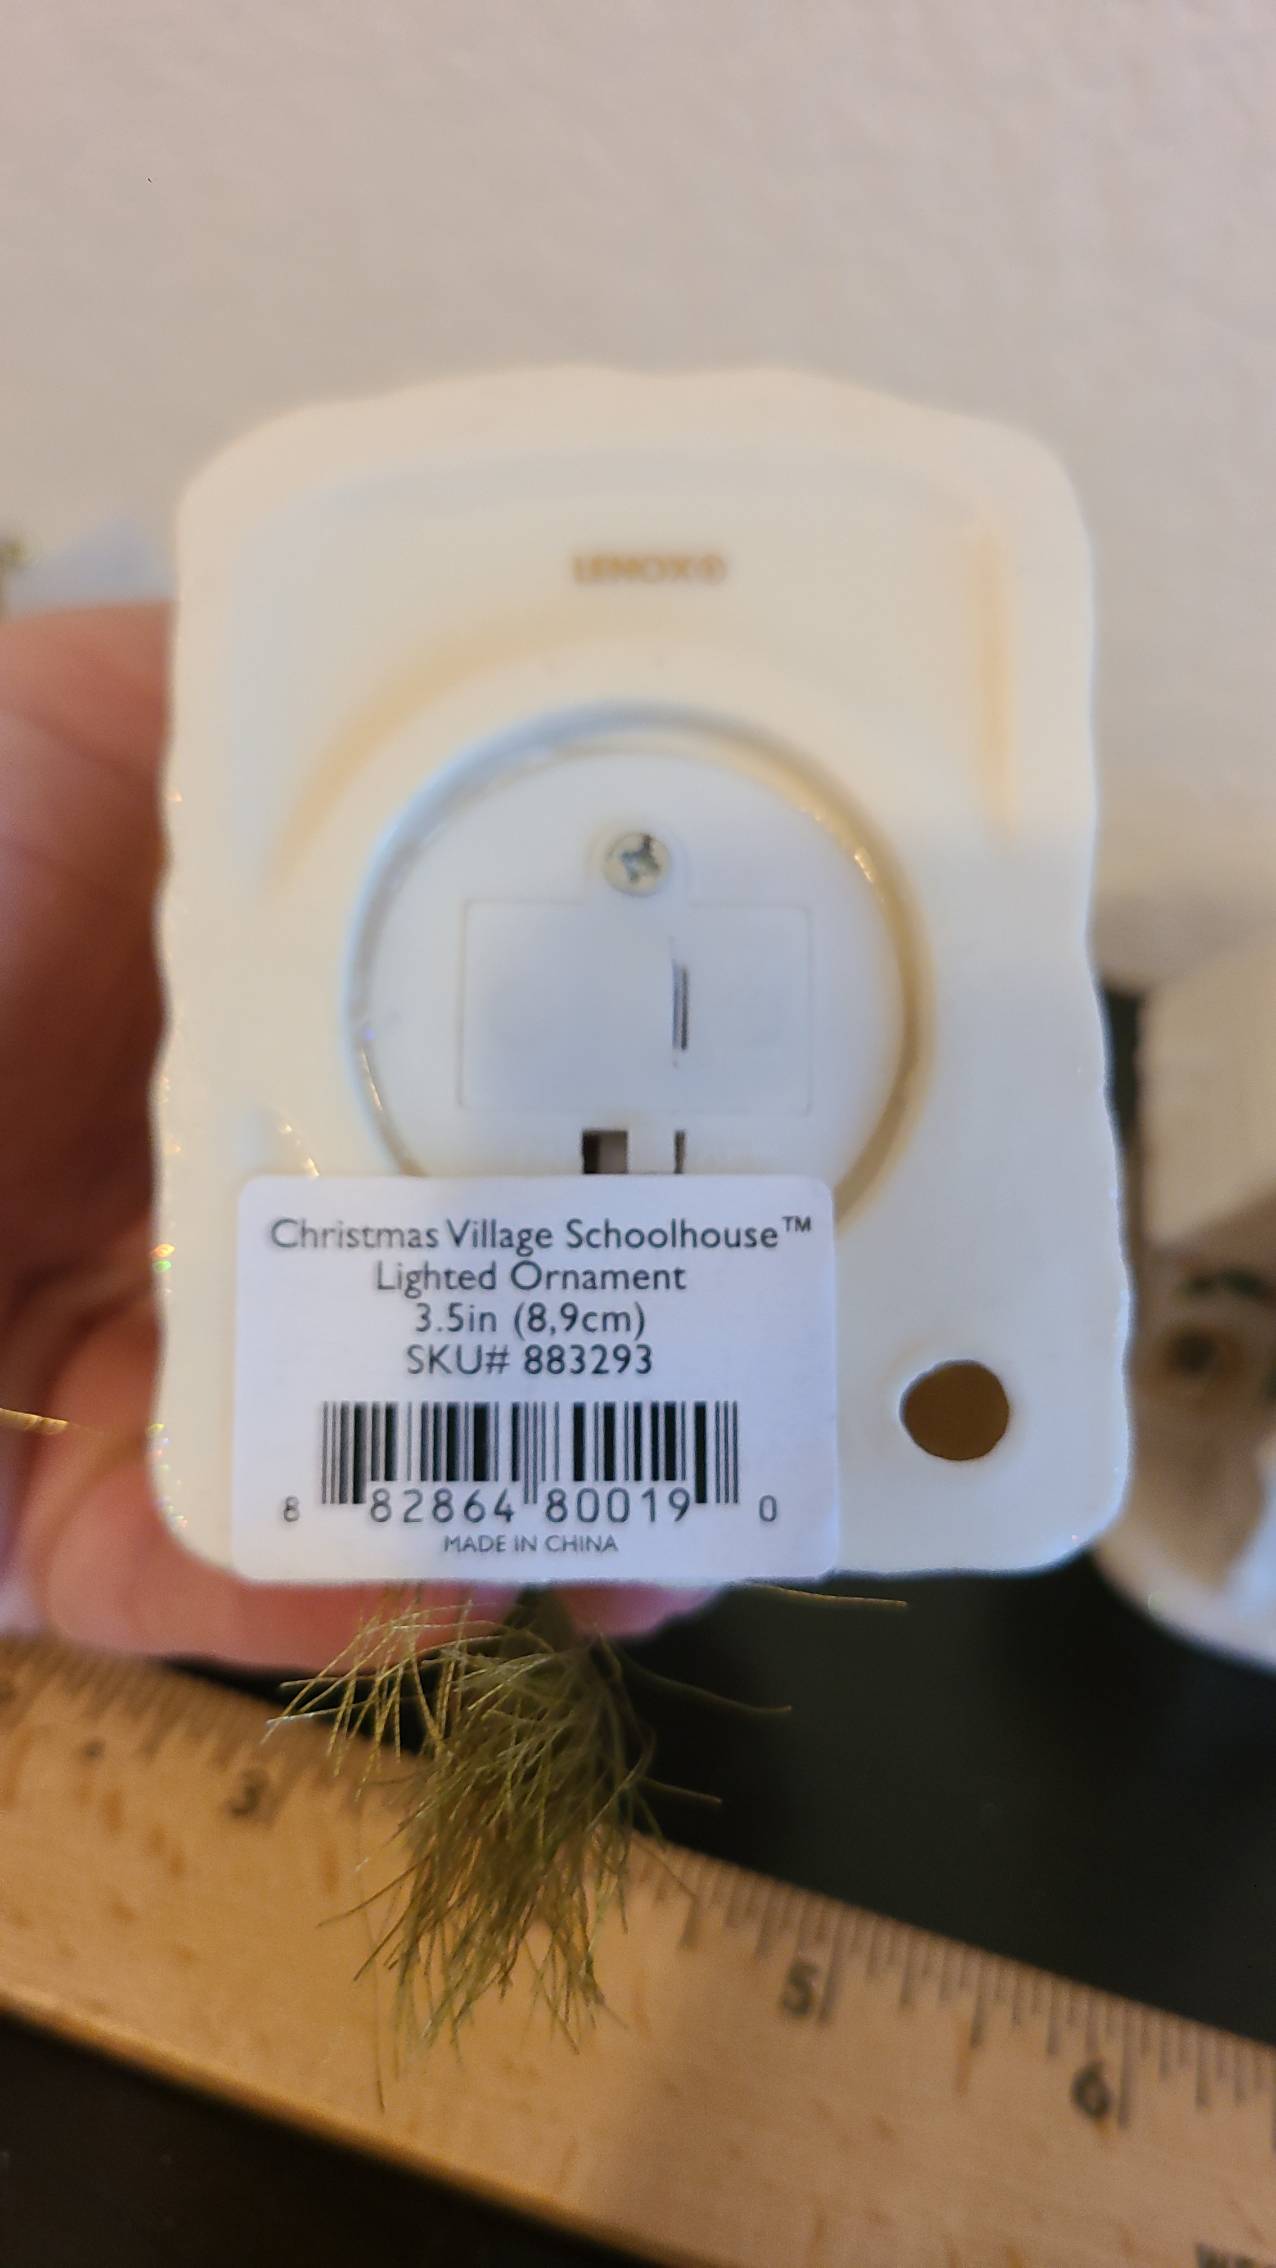 LENOX®
Christmas Village Schoolhouse™
Lighted Ornament
3.5in (8,9cm)
SKU# 883293
8 82864 80019 0
MADE IN CHINA
3
5
6